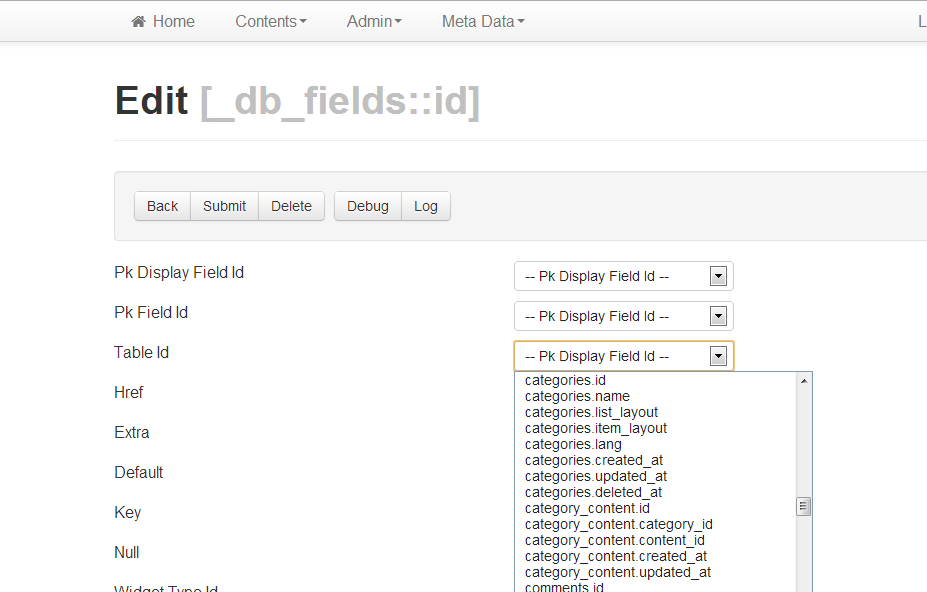 Home Contents Admin Meta Data L
Edit [_db_fields::id]
Back Submit Delete Debug Log
Pk Display Field Id -- Pk Display Field Id --
Pk Field Id -- Pk Display Field Id --
Table Id -- Pk Display Field Id --
Href
Extra
Default
Key
Null
Widget Type Id
categories.id
categories.name
categories.list_layout
categories.item_layout
categories.lang
categories.created_at
categories.updated_at
categories.deleted_at
category_content.id
category_content.category_id
category_content.content_id
category_content.created_at
category_content.updated_at
comments.id